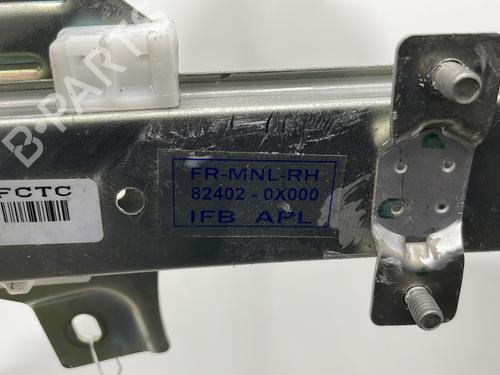 B-PARTS
FCTC
FR-MNL-RH
82402-0X000
IFB APL